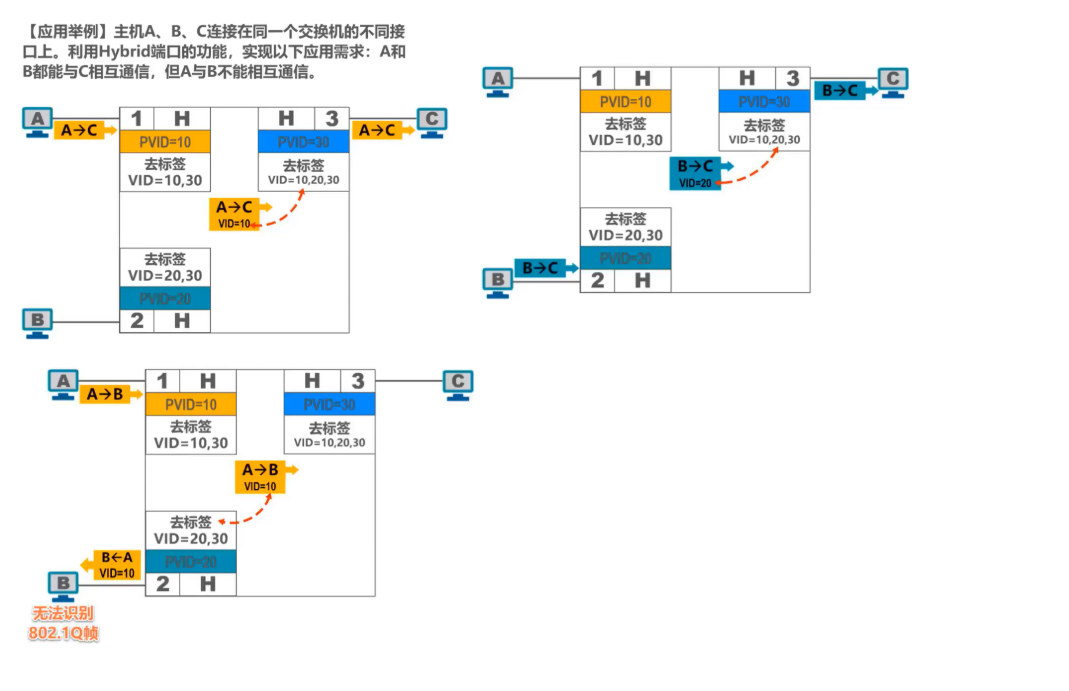 【应用举例】主机A、B、C连接在同一个交换机的不同接
口上。利用Hybrid端口的功能，实现以下应用需求：A和
B都能与C相互通信，但A与B不能相互通信。
A
A→C
1 H
PVID=10
去标签
VID=10,30
H 3
PVID=30
去标签
VID=10,20,30
A→C
C
A→C
VID=10
去标签
VID=20,30
PVID=20
2 H
B
A
1 H
PVID=10
去标签
VID=10,30
H 3
PVID=30
去标签
VID=10,20,30
B→C
C
B→C
VID=20
去标签
VID=20,30
PVID=20
2 H
B→C
B
A
A→B
1 H
PVID=10
去标签
VID=10,30
H 3
PVID=30
去标签
VID=10,20,30
C
A→B
VID=10
去标签
VID=20,30
PVID=20
2 H
B←A
VID=10
B
无法识别
802.1Q帧